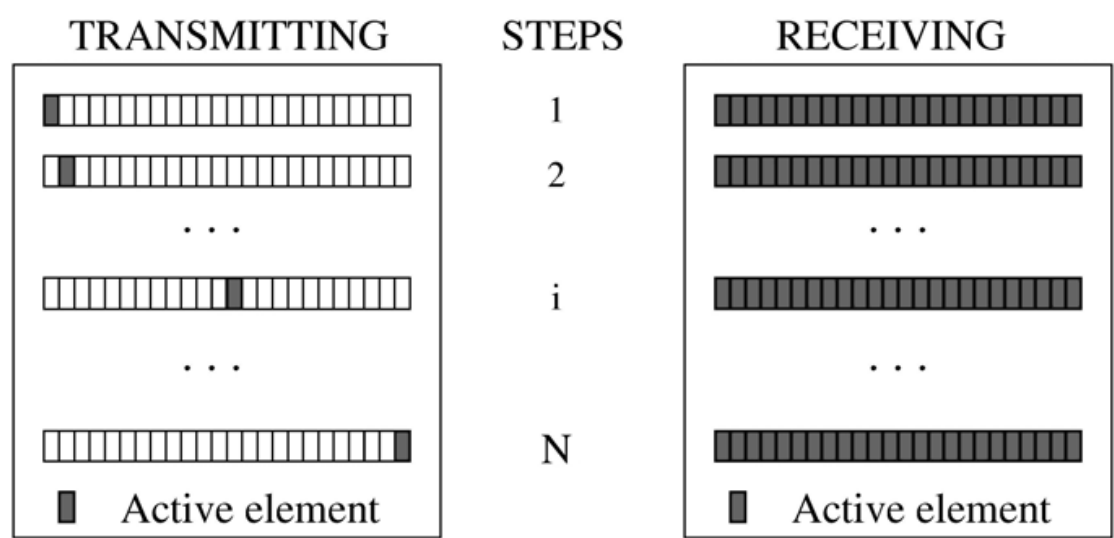 TRANSMITTING STEPS RECEIVING
1
2
. . . . . .
i
. . . . . .
N
Active element Active element